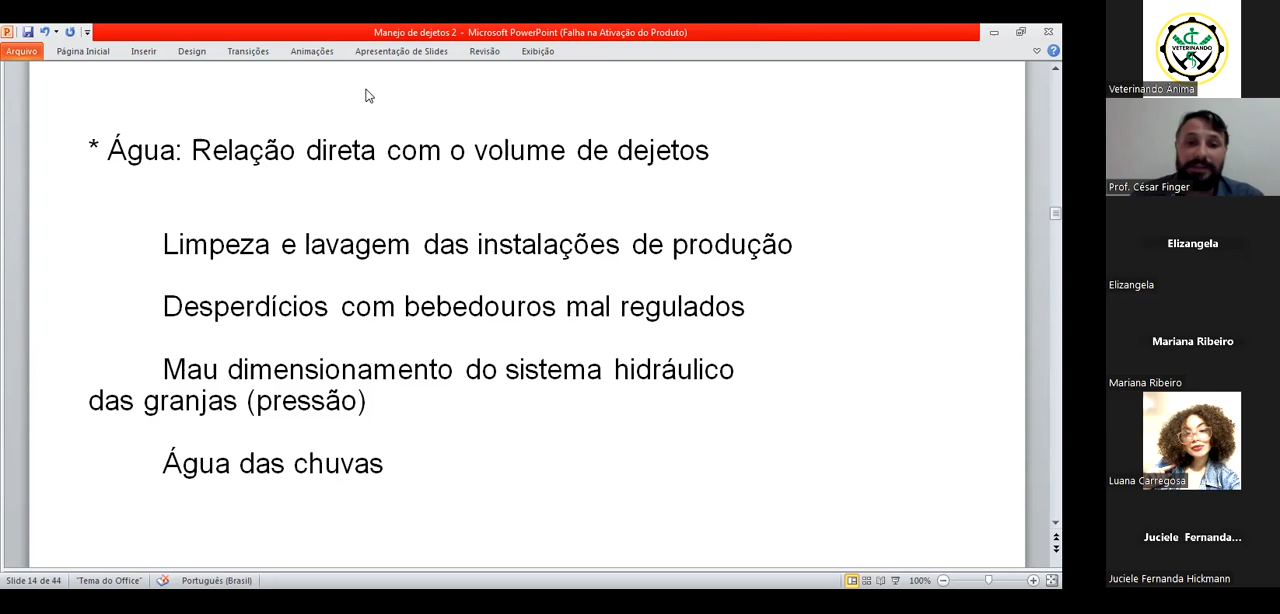 Manejo de dejetos 2 - Microsoft PowerPoint (Falha na Ativação do Produto)
Arquivo Página Inicial Inserir Design Transições Animações Apresentação de Slides Revisão Exibição
* Água: Relação direta com o volume de dejetos
Limpeza e lavagem das instalações de produção
Desperdícios com bebedouros mal regulados
Mau dimensionamento do sistema hidráulico
das granjas (pressão)
Água das chuvas
Slide 14 de 44 "Tema do Office" Português (Brasil) 100%
VETERINANDO
Veterinando Anima
Prof. César Finger
Elizangela
Elizangela
Mariana Ribeiro
Mariana Ribeiro
Luana Carregosa
Juciele Fernanda...
Juciele Fernanda Hickmann